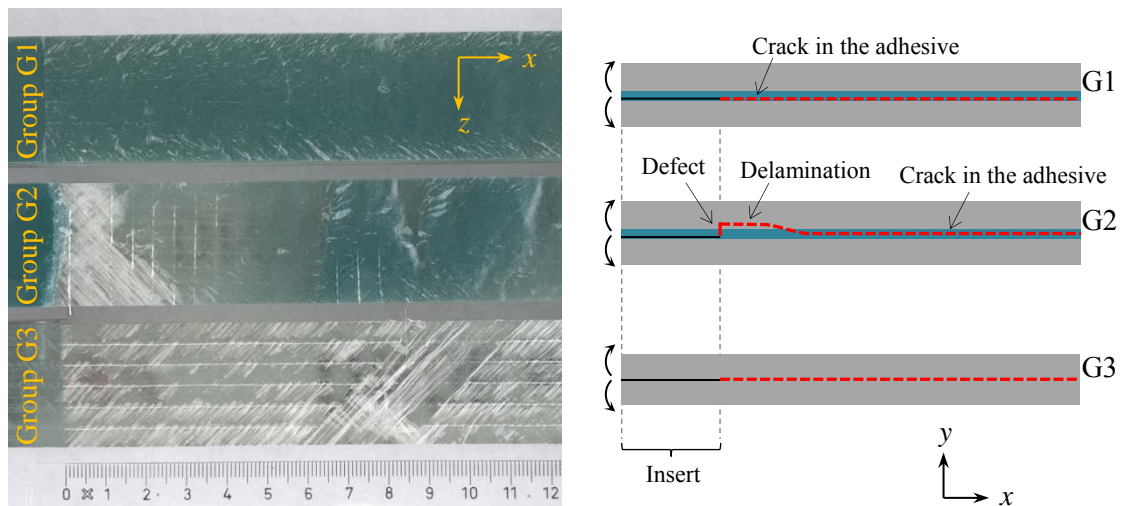 Group G1
x
z
Group G2
Group G3
0 1 2 3 4 5 6 7 8 9 10 11 12
Crack in the adhesive
G1
Defect
Delamination
Crack in the adhesive
G2
G3
Insert
y
x